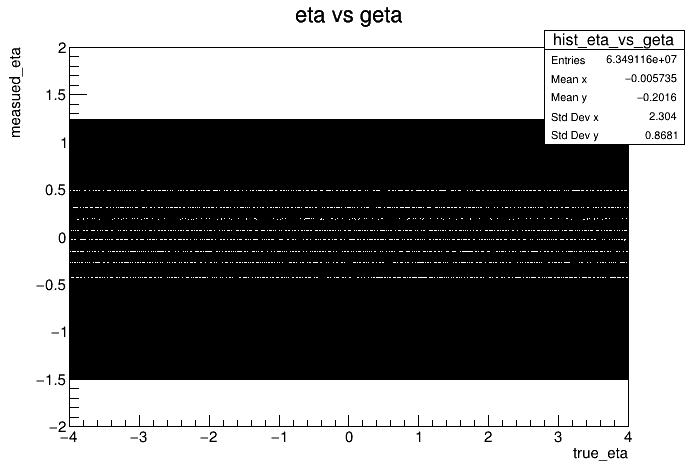 eta vs geta
hist_eta_vs_geta
Entries 6.349116e+07
Mean x −0.005735
Mean y −0.2016
Std Dev x 2.304
Std Dev y 0.8681
measued_eta
2
1.5
1
0.5
0
−0.5
−1
−1.5
−2
−4 −3 −2 −1 0 1 2 3 4
true_eta